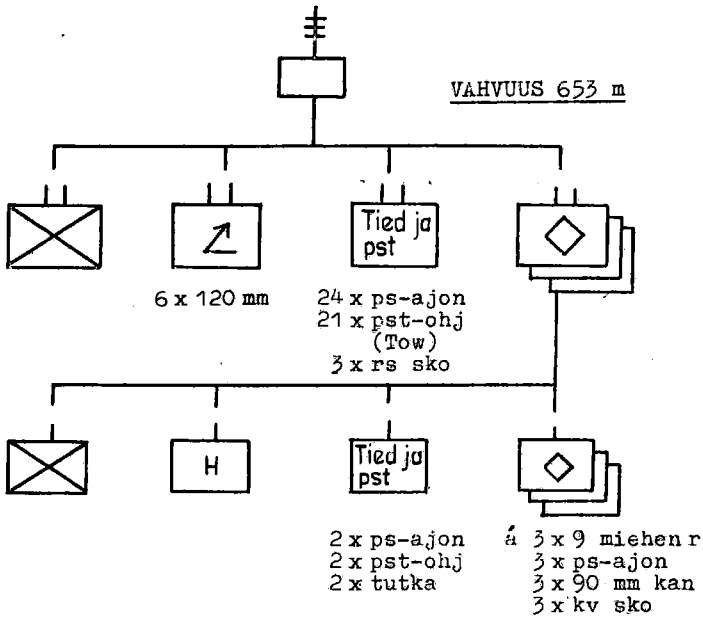 VAHVUUS 653 m
Tied ja
pst
6 x 120 mm
24 x ps-ajon
21 x pst-ohj
(Tow)
3 x rs sko
H
Tied ja
pst
2 x ps-ajon
2 x pst-ohj
2 x tutka
á 3 x 9 miehen r
3 x ps-ajon
3 x 90 mm kan
3 x kv sko